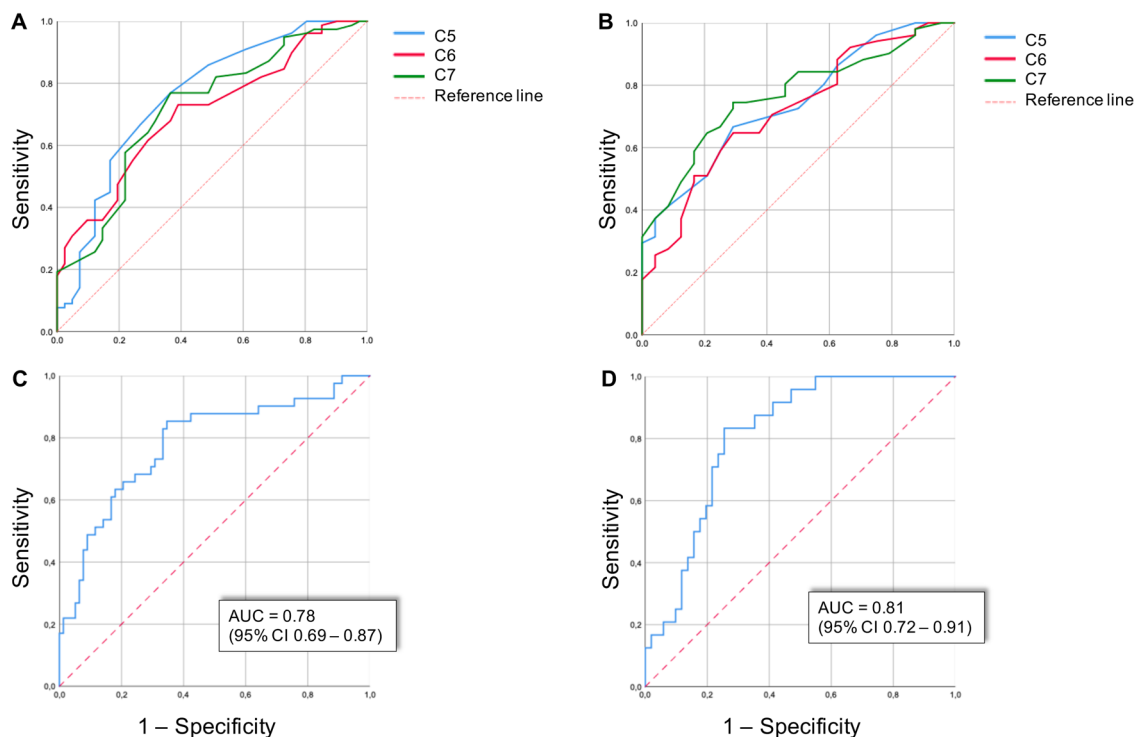 A
C5
C6
C7
Reference line
Sensitivity
1.0
0.8
0.6
0.4
0.2
0.0
0.0 0.2 0.4 0.6 0.8 1.0
B
C5
C6
C7
Reference line
Sensitivity
1.0
0.8
0.6
0.4
0.2
0.0
0.0 0.2 0.4 0.6 0.8 1.0
C
Sensitivity
1,0
0,8
0,6
0,4
0,2
0,0
AUC = 0.78
(95% CI 0.69 – 0.87)
0,0 0,2 0,4 0,6 0,8 1,0
1 – Specificity
D
Sensitivity
1,0
0,8
0,6
0,4
0,2
0,0
AUC = 0.81
(95% CI 0.72 – 0.91)
0,0 0,2 0,4 0,6 0,8 1,0
1 – Specificity